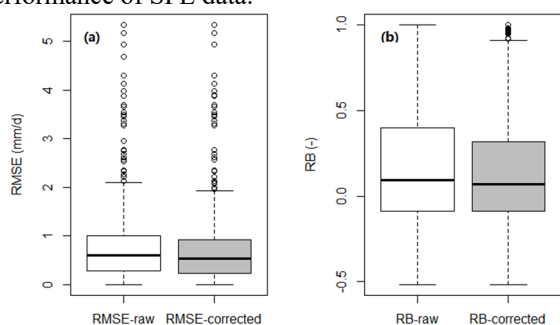 performance of SPE data.
(a)
RMSE (mm/d)
5
4
3
2
1
0
RMSE-raw RMSE-corrected
(b)
RB (-)
1.0
0.5
0.0
-0.5
RB-raw RB-corrected